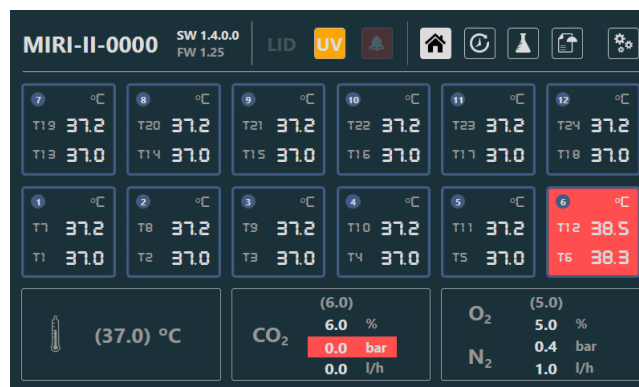 MIRI-II-0000 SW 1.4.0.0 LID UV
FW 1.25
7 °C 8 °C 9 °C 10 °C 11 °C 12 °C
T19 37.2 T20 37.2 T21 37.2 T22 37.2 T23 37.2 T24 37.2
T13 37.0 T14 37.0 T15 37.0 T16 37.0 T17 37.0 T18 37.0
1 °C 2 °C 3 °C 4 °C 5 °C 6 °C
T7 37.2 T8 37.2 T9 37.2 T10 37.2 T11 37.2 T12 38.5
T1 37.0 T2 37.0 T3 37.0 T4 37.0 T5 37.0 T6 38.3
(37.0) °C
CO₂
(6.0)
6.0 %
0.0 bar
0.0 l/h
O₂
(5.0)
5.0 %
N₂
0.4 bar
1.0 l/h